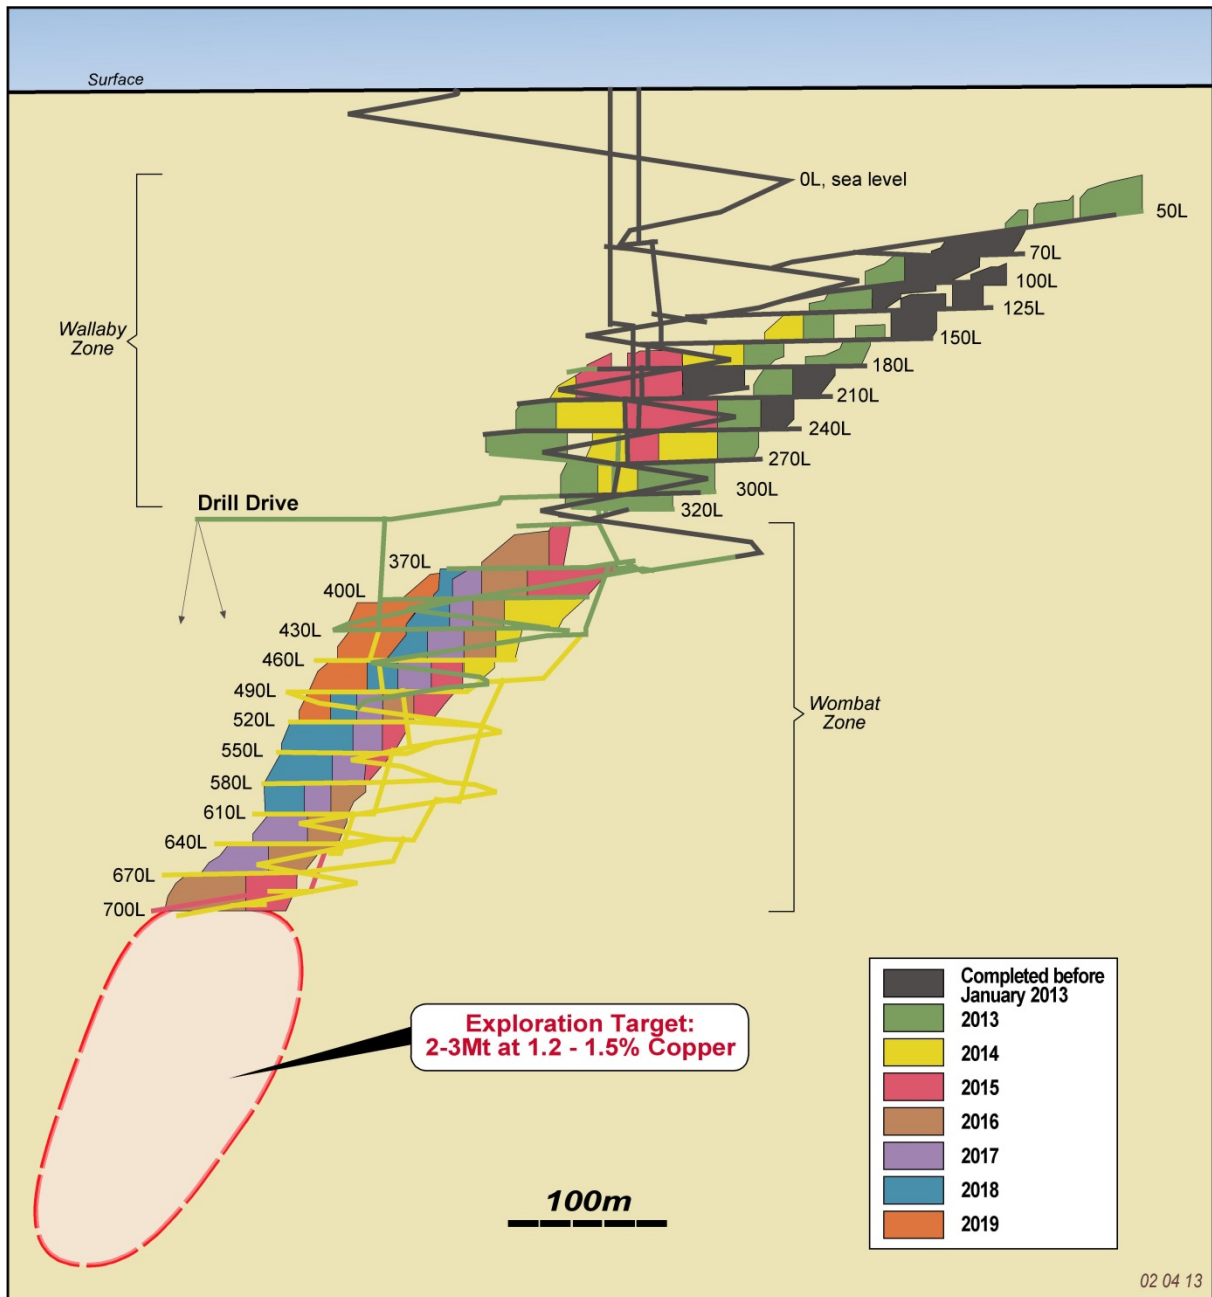 Surface
0L, sea level
50L
70L
100L
125L
150L
180L
210L
240L
270L
300L
320L
Wallaby
Zone
Drill Drive
370L
400L
430L
460L
490L
520L
550L
580L
610L
640L
670L
700L
Wombat
Zone
Exploration Target:
2-3Mt at 1.2 - 1.5% Copper
100m
Completed before
January 2013
2013
2014
2015
2016
2017
2018
2019
02 04 13